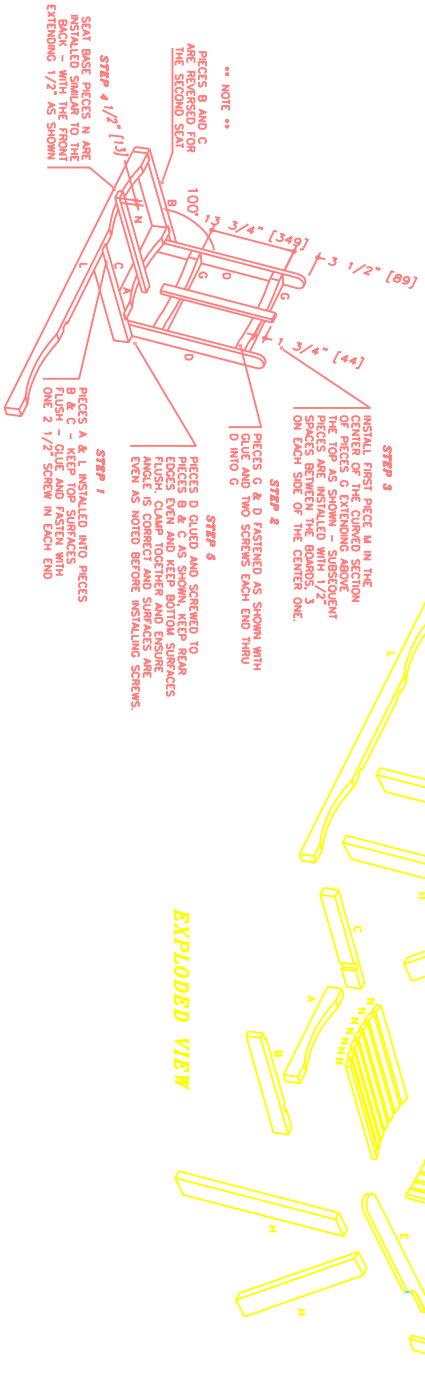 ** NOTE **
PIECES B AND C
ARE REVERSED FOR
THE SECOND SEAT
STEP 4
SEAT BASE PIECES N ARE
INSTALLED SIMILAR TO THE
BACK - WITH THE FRONT
EXTENDING 1/2" AS SHOWN
1/2" [13]
100°
13 3/4" [349]
3 1/2" [89]
1 3/4" [44]
B
N
L
C
A
G
D
G
D
STEP 3
INSTALL FIRST PIECE M IN THE
CENTER OF THE CURVED SECTION
OF PIECES G EXTENDING ABOVE
THE TOP AS SHOWN - SUBSEQUENT
PIECES ARE INSTALLED WITH 1/2"
SPACES BETWEEN THE BOARDS, 3
ON EACH SIDE OF THE CENTER ONE.
STEP 2
PIECES G & D FASTENED AS SHOWN WITH
GLUE AND TWO SCREWS EACH END THRU
D INTO G
STEP 5
PIECES D GLUED AND SCREWED TO
PIECES B & C AS SHOWN, KEEP REAR
EDGES EVEN AND KEEP BOTTOM SURFACES
FLUSH. CLAMP TOGETHER AND ENSURE
ANGLE IS CORRECT AND SURFACES ARE
EVEN AS NOTED BEFORE INSTALLING SCREWS.
STEP 1
PIECES A & L INSTALLED INTO PIECES
B & C - KEEP TOP SURFACES
FLUSH - GLUE AND FASTEN WITH
ONE 2 1/2" SCREW IN EACH END
EXPLODED VIEW
L
H
C
A
B
N
N
N
N
N
N
N
E
H
H